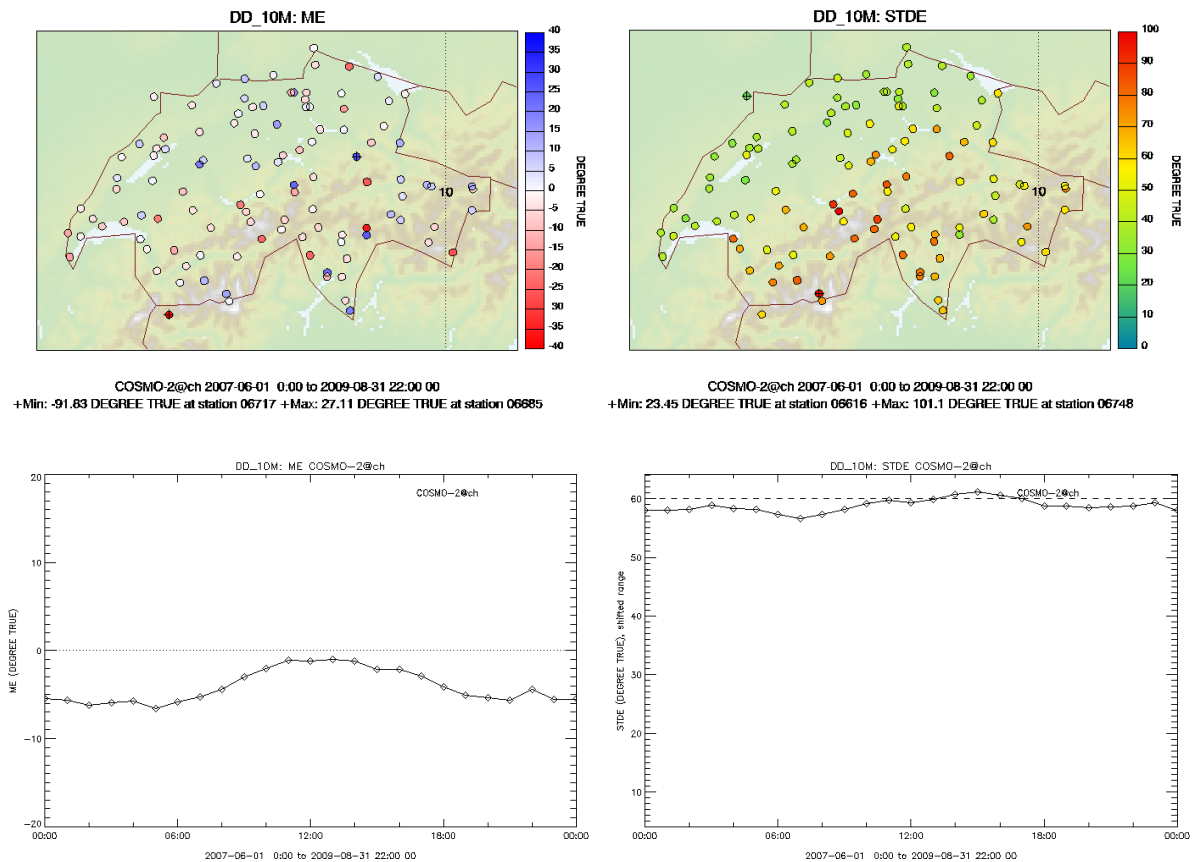 DD_10M: ME
40
35
30
25
20
15
10
5
0
-5
-10
-15
-20
-25
-30
-35
-40
DEGREE TRUE
10
COSMO-2@ch 2007-06-01 0:00 to 2009-08-31 22:00 00
+Min: -91.83 DEGREE TRUE at station 06717 +Max: 27.11 DEGREE TRUE at station 06685
DD_10M: STDE
100
90
80
70
60
50
40
30
20
10
0
DEGREE TRUE
10
COSMO-2@ch 2007-06-01 0:00 to 2009-08-31 22:00 00
+Min: 23.45 DEGREE TRUE at station 06616 +Max: 101.1 DEGREE TRUE at station 06748
DD_10M: ME COSMO-2@ch
COSMO-2@ch
20
10
0
-10
-20
ME (DEGREE TRUE)
00:00 06:00 12:00 18:00 00:00
2007-06-01 0:00 to 2009-08-31 22:00 00
DD_10M: STDE COSMO-2@ch
COSMO-2@ch
60
50
40
30
20
10
STDE (DEGREE TRUE), shifted range
00:00 06:00 12:00 18:00 00:00
2007-06-01 0:00 to 2009-08-31 22:00 00